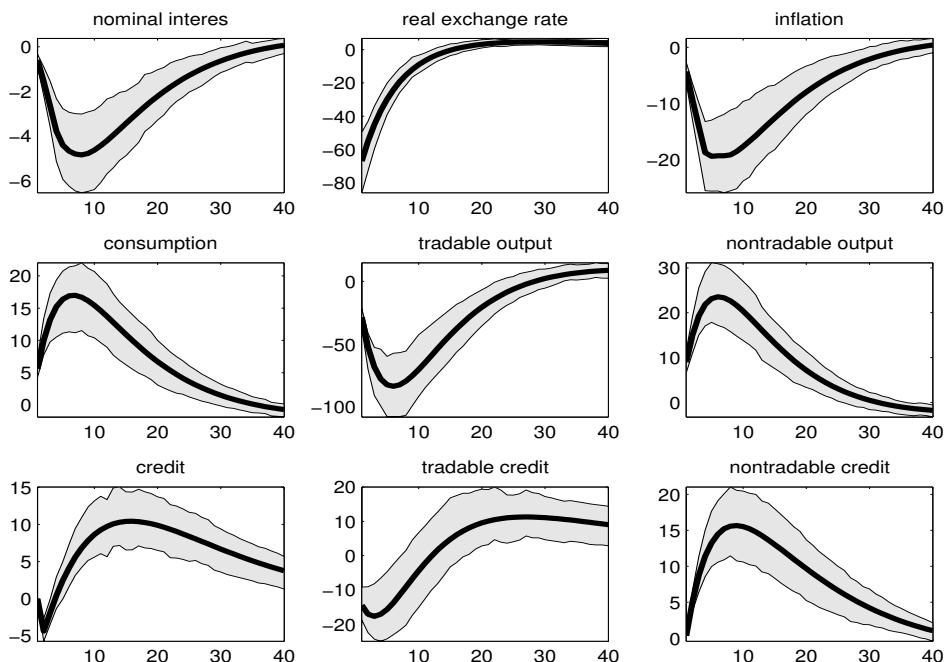 nominal interes
real exchange rate
inflation
0
−2
−4
−6
10 20 30 40
0
−20
−40
−60
−80
10 20 30 40
0
−10
−20
10 20 30 40
consumption
tradable output
nontradable output
20
15
10
5
0
10 20 30 40
0
−50
−100
10 20 30 40
30
20
10
0
10 20 30 40
credit
tradable credit
nontradable credit
15
10
5
0
−5
10 20 30 40
20
10
0
−10
−20
10 20 30 40
20
15
10
5
0
10 20 30 40